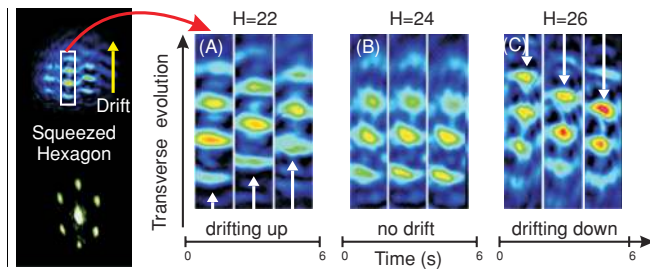 H=22
H=24
H=26
(A)
(B)
(C)
Drift
Squeezed
Hexagon
Transverse evolution
drifting up
no drift
drifting down
0
6
0
6
0
6
Time (s)